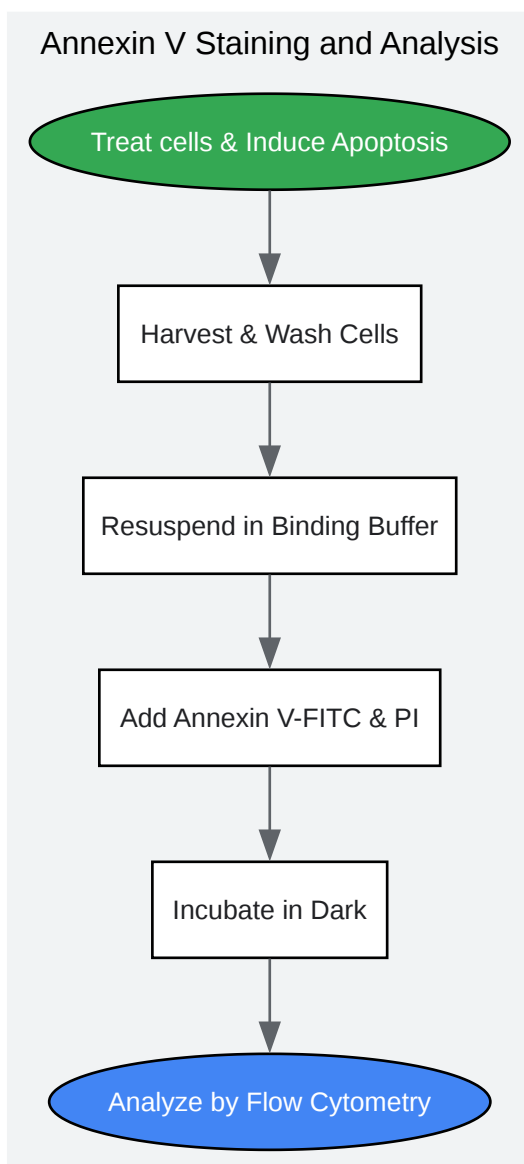 Annexin V Staining and Analysis
Treat cells & Induce Apoptosis
Harvest & Wash Cells
Resuspend in Binding Buffer
Add Annexin V-FITC & PI
Incubate in Dark
Analyze by Flow Cytometry